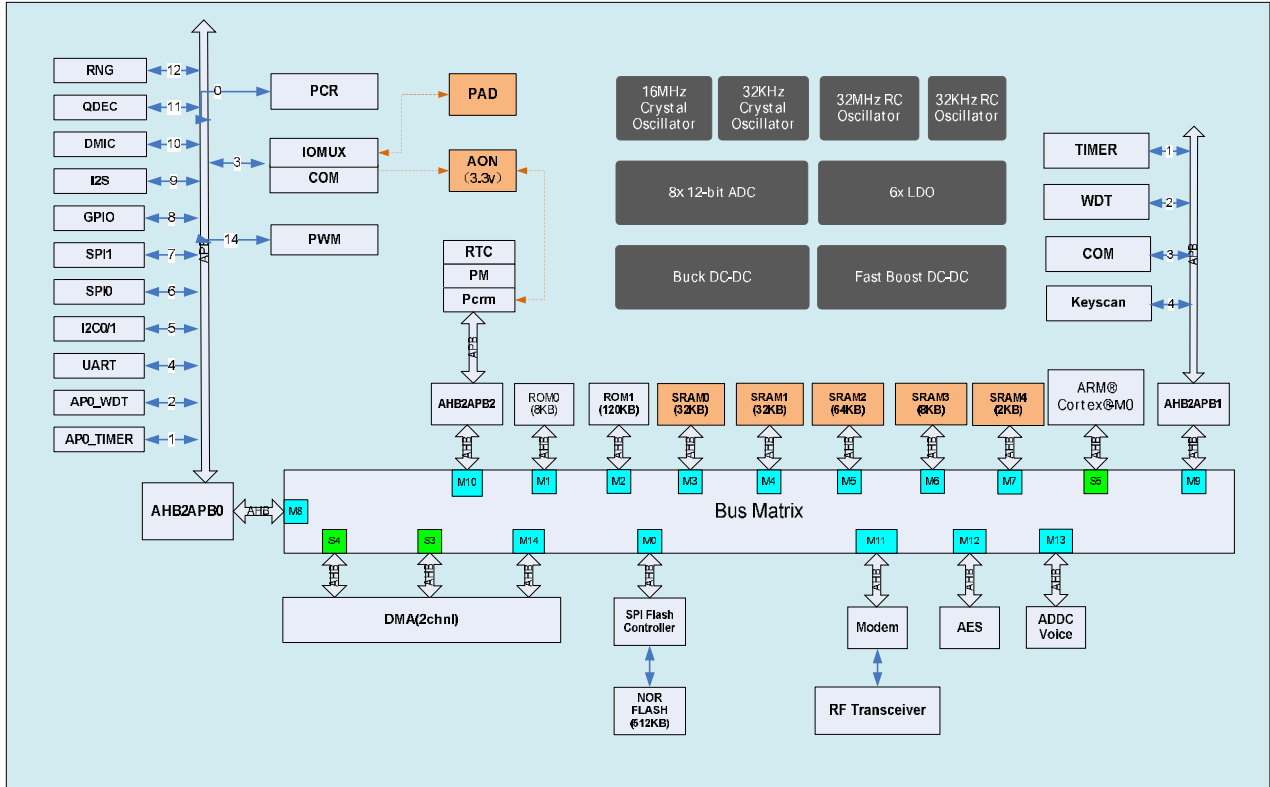 RNG
12
QDEC
11
DMIC
10
I2S
9
GPIO
8
SPI1
7
SPI0
6
I2C0/1
5
UART
4
AP0_WDT
2
AP0_TIMER
1
APB
0
PCR
3
IOMUX
COM
14
PWM
PAD
AON
(3.3v)
RTC
PM
Pcrm
APB
16MHz
Crystal
Oscillator
32KHz
Crystal
Oscillator
32MHz RC
Oscillator
32KHz RC
Oscillator
8x 12-bit ADC
6x LDO
Buck DC-DC
Fast Boost DC-DC
TIMER
1
WDT
2
COM
3
Keyscan
4
APB
AHB2APB2
ROM0
(8KB)
ROM1
(120KB)
SRAM0
(32KB)
SRAM1
(32KB)
SRAM2
(64KB)
SRAM3
(8KB)
SRAM4
(2KB)
ARM®
Cortex®-M0
AHB2APB1
AHB
AHB
AHB
AHB
AHB
AHB
AHB
AHB
AHB
AHB
M10
M1
M2
M3
M4
M5
M6
M7
S5
M9
AHB2APB0
AHB
M8
Bus Matrix
S4
S3
M14
M0
M11
M12
M13
AHB
AHB
AHB
AHB
AHB
AHB
AHB
DMA(2chnl)
SPI Flash
Controller
Modem
AES
ADDC
Voice
NOR
FLASH
(512KB)
RF Transceiver